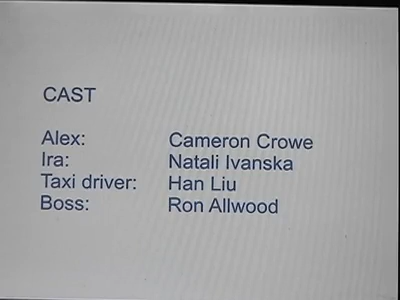 CAST
Alex: Cameron Crowe
Ira: Natali Ivanska
Taxi driver: Han Liu
Boss: Ron Allwood